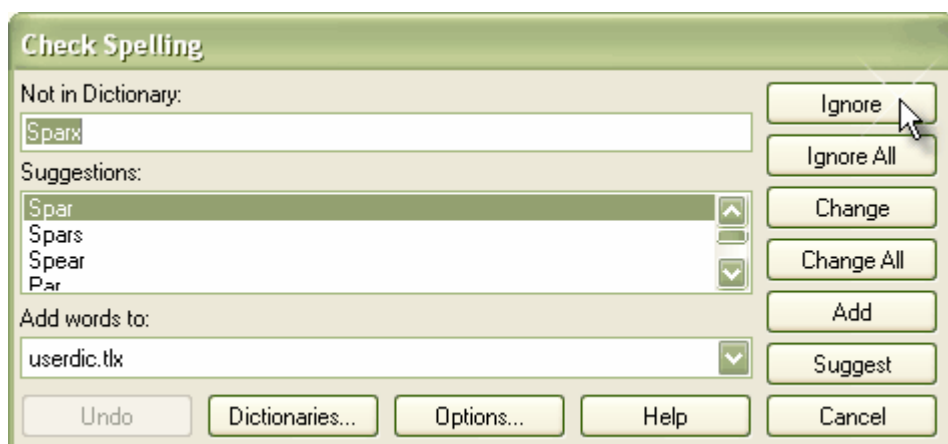 Check Spelling
Not in Dictionary:
Sparx
Suggestions:
Spar
Spars
Spear
Par
Add words to:
userdic.tlx
Ignore
Ignore All
Change
Change All
Add
Suggest
Undo
Dictionaries...
Options...
Help
Cancel